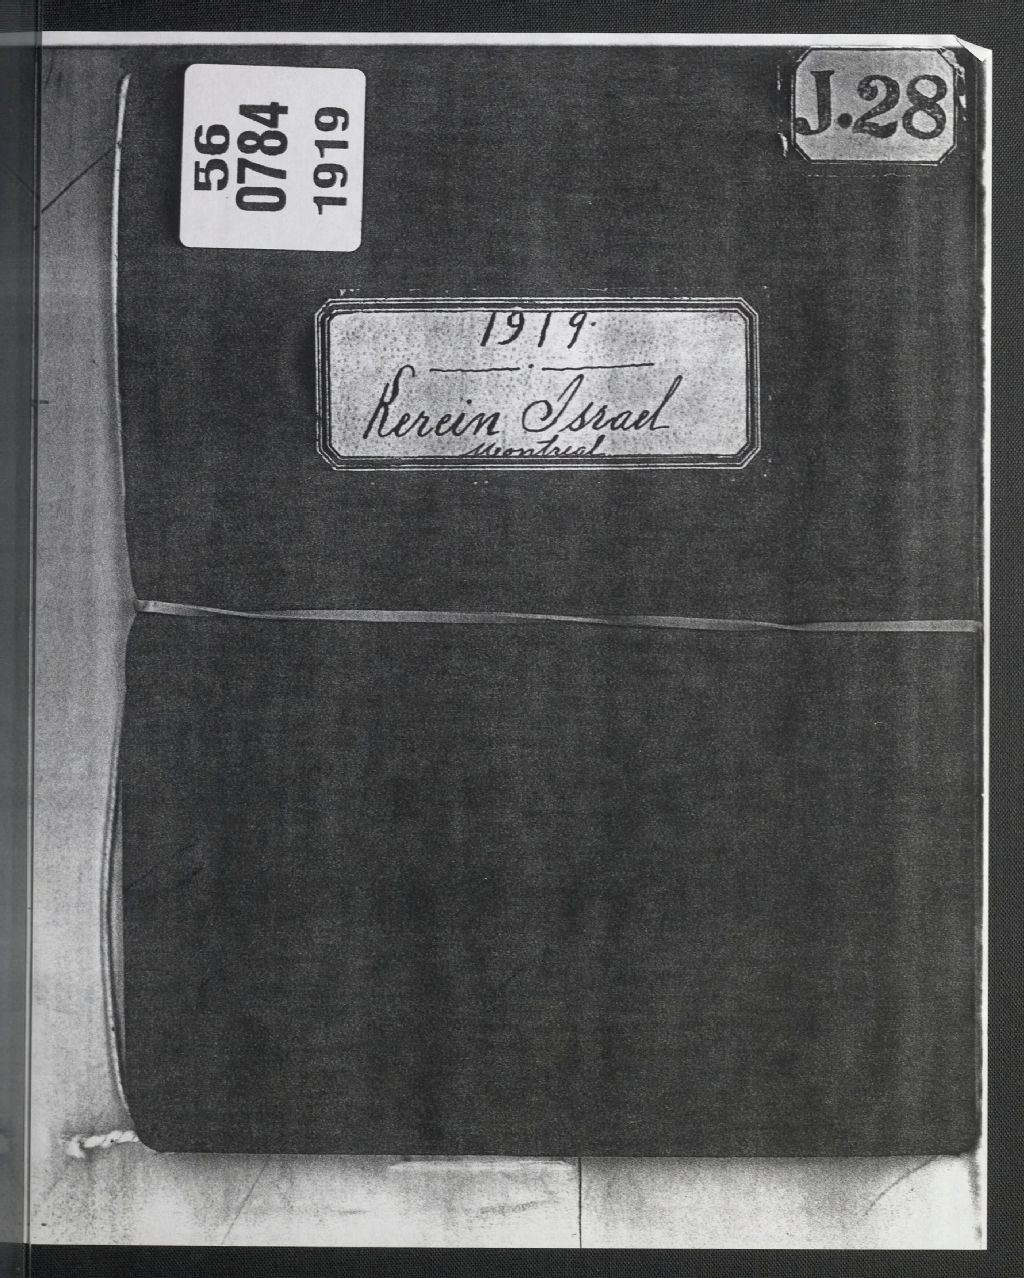 56
0784
1919
J.28
1919.
Kerein Israel
Montreal